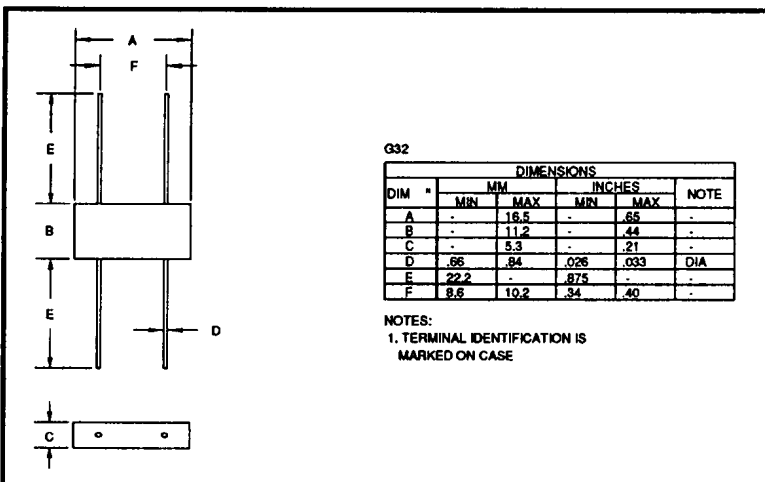 A
F
E
B
E
D
C
G32
DIMENSIONS
DIM " MM INCHES NOTE
MIN MAX MIN MAX
A - 16.5 - .65 -
B - 11.2 - .44 -
C - 5.3 - .21 -
D .66 .84 .026 .033 DIA
E 22.2 - .875 - -
F 8.6 10.2 .34 .40 -
NOTES:
1. TERMINAL IDENTIFICATION IS
MARKED ON CASE